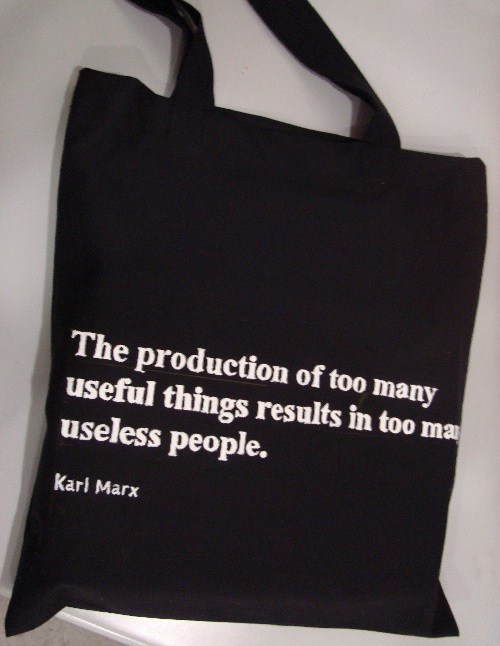 The production of too many
useful things results in too ma
useless people.
Karl Marx